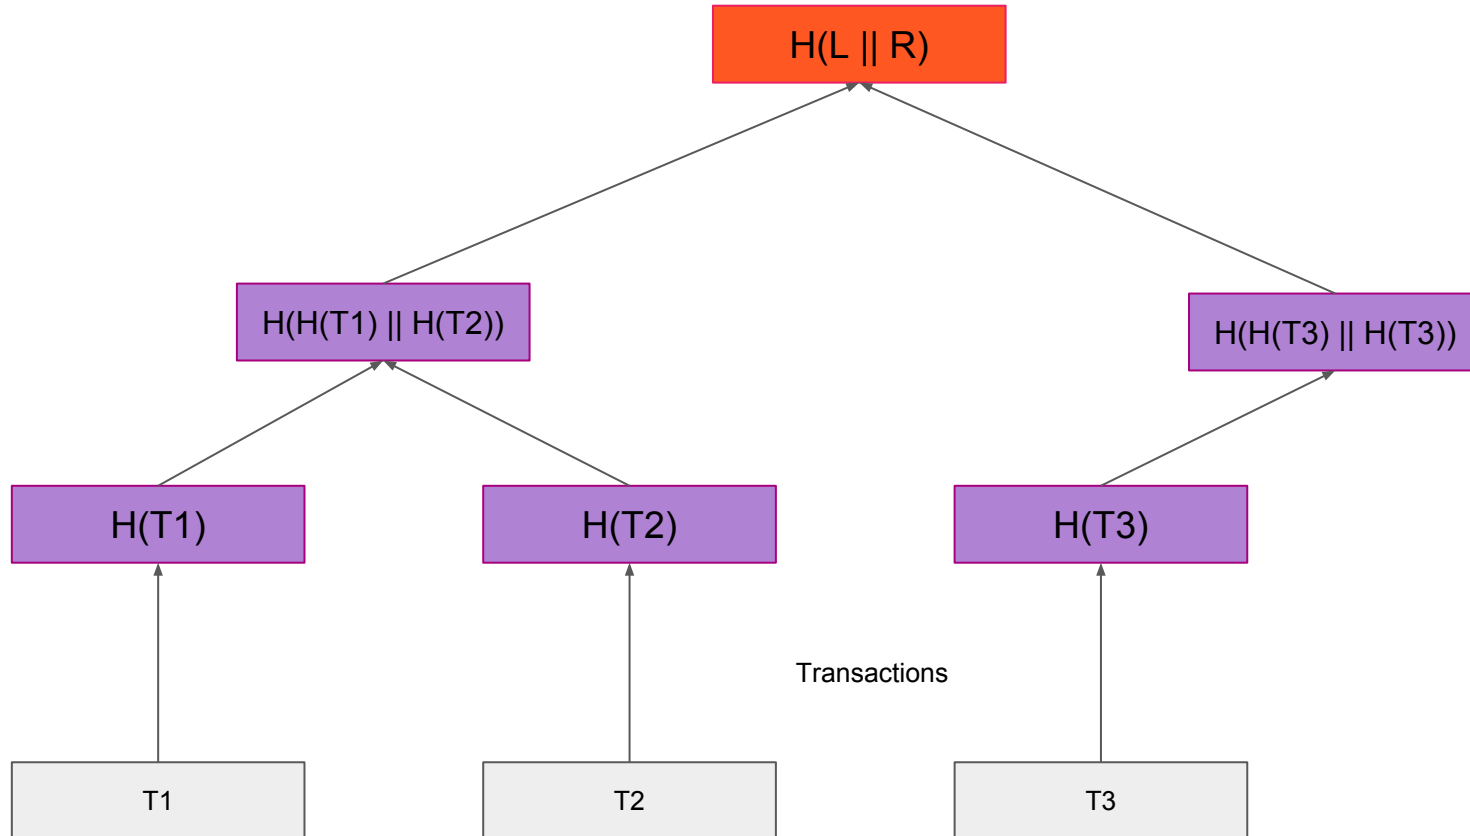 H(L || R)
H(H(T1) || H(T2))
H(H(T3) || H(T3))
H(T1)
H(T2)
H(T3)
Transactions
T1
T2
T3